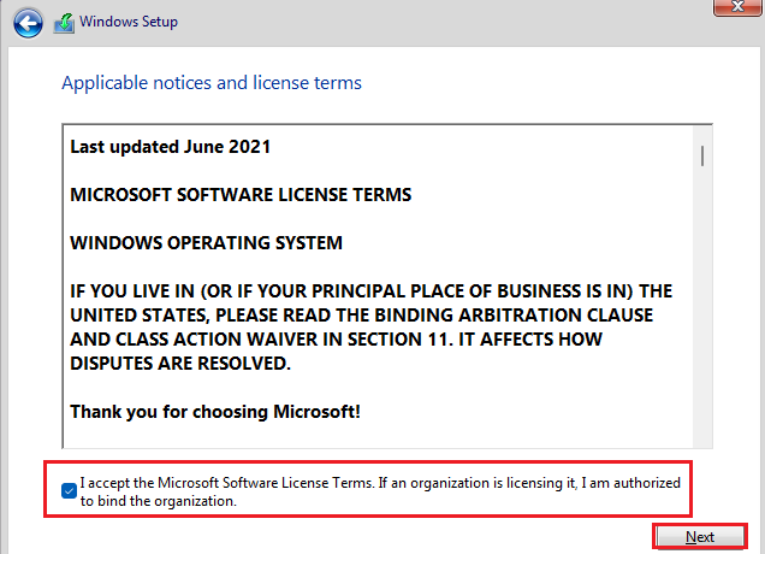 Windows Setup
Applicable notices and license terms
Last updated June 2021
MICROSOFT SOFTWARE LICENSE TERMS
WINDOWS OPERATING SYSTEM
IF YOU LIVE IN (OR IF YOUR PRINCIPAL PLACE OF BUSINESS IS IN) THE
UNITED STATES, PLEASE READ THE BINDING ARBITRATION CLAUSE
AND CLASS ACTION WAIVER IN SECTION 11. IT AFFECTS HOW
DISPUTES ARE RESOLVED.
Thank you for choosing Microsoft!
I accept the Microsoft Software License Terms. If an organization is licensing it, I am authorized
to bind the organization.
Next